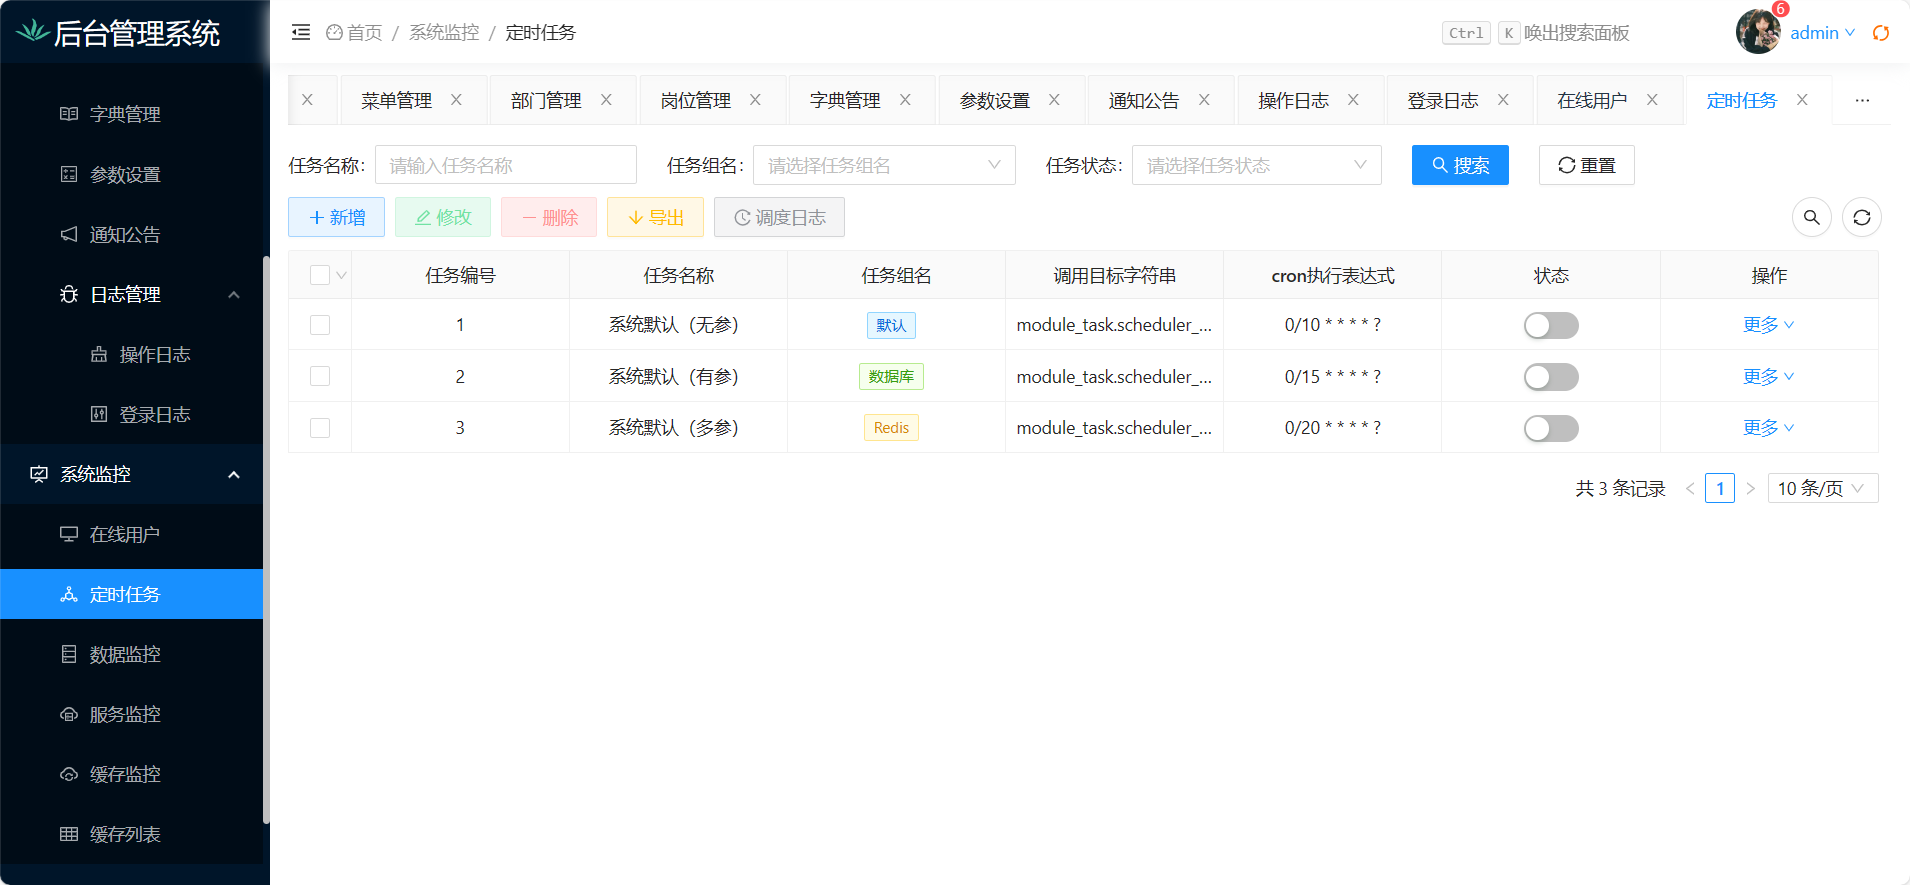 后台管理系统
字典管理
参数设置
通知公告
日志管理
操作日志
登录日志
系统监控
在线用户
定时任务
数据监控
服务监控
缓存监控
缓存列表
首页 / 系统监控 / 定时任务
Ctrl K 唤出搜索面板
6
admin
菜单管理 部门管理 岗位管理 字典管理 参数设置 通知公告 操作日志 登录日志 在线用户 定时任务 ...
任务名称: 请输入任务名称 任务组名: 请选择任务组名 任务状态: 请选择任务状态 搜索 重置
新增 修改 删除 导出 调度日志
任务编号 任务名称 任务组名 调用目标字符串 cron执行表达式 状态 操作
1 系统默认（无参） 默认 module_task.scheduler_... 0/10 * * * * ? 更多
2 系统默认（有参） 数据库 module_task.scheduler_... 0/15 * * * * ? 更多
3 系统默认（多参） Redis module_task.scheduler_... 0/20 * * * * ? 更多
共 3 条记录 < 1 > 10 条/页